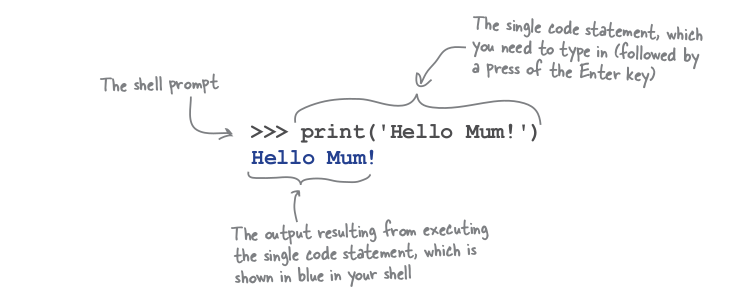 The single code statement, which
you need to type in (followed by
a press of the Enter key)
The shell prompt
>>> print('Hello Mum!')
Hello Mum!
The output resulting from executing
the single code statement, which is
shown in blue in your shell